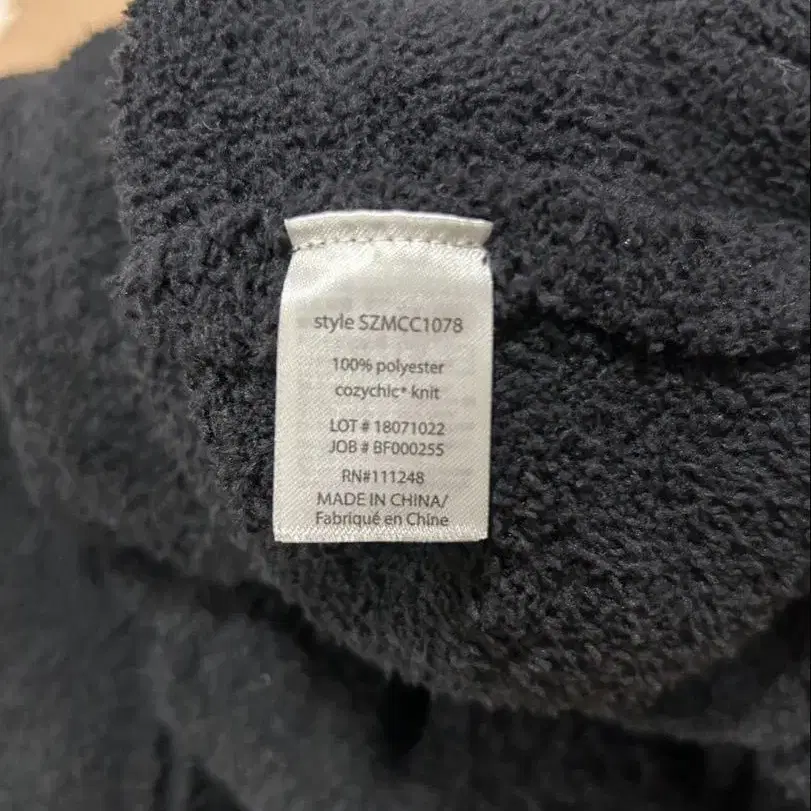 style SZMCC1078
100% polyester
cozychic* knit
LOT # 18071022
JOB # BF000255
RN#111248
MADE IN CHINA/
Fabriqué en Chine